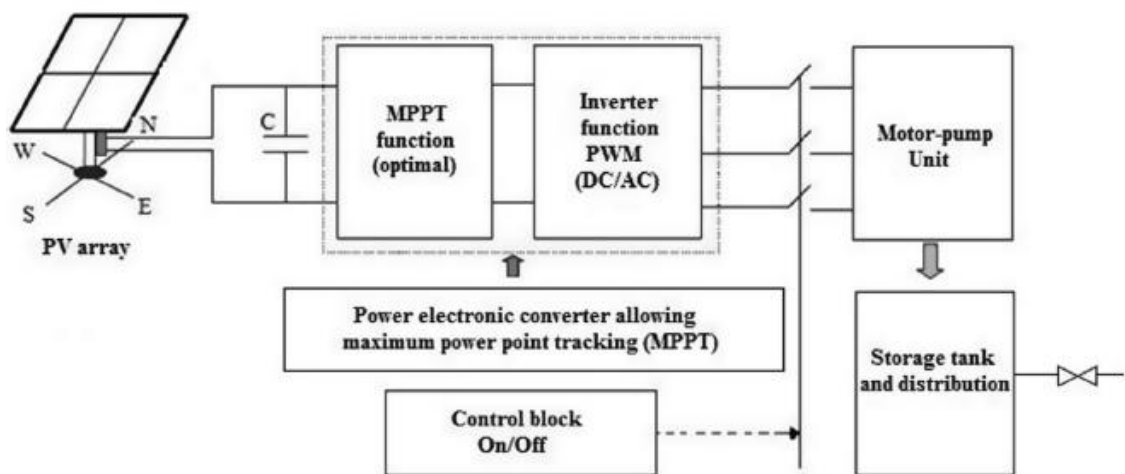 N
W
S
E
PV array
C
MPPT
function
(optimal)
Inverter
function
PWM
(DC/AC)
Motor-pump
Unit
Power electronic converter allowing
maximum power point tracking (MPPT)
Storage tank
and distribution
Control block
On/Off